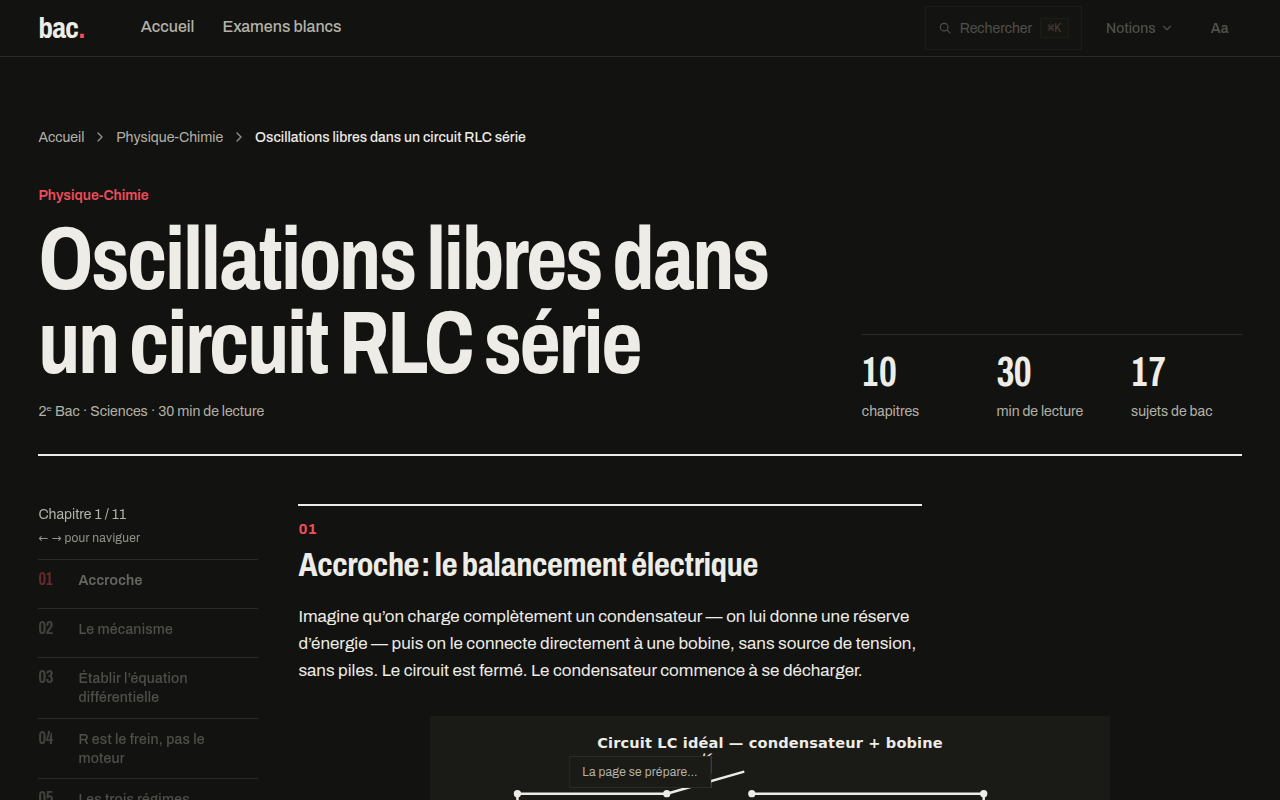 bac.
Accueil
Examens blancs
Rechercher
⌘K
Notions
Aa
Accueil
Physique-Chimie
Oscillations libres dans un circuit RLC série
Physique-Chimie
Oscillations libres dans
un circuit RLC série
2ᵉ Bac · Sciences · 30 min de lecture
10
chapitres
30
min de lecture
17
sujets de bac
Chapitre 1 / 11
← → pour naviguer
01 Accroche
02 Le mécanisme
03 Établir l’équation
différentielle
04 R est le frein, pas le
moteur
05 Les trois régimes
01
Accroche : le balancement électrique
Imagine qu’on charge complètement un condensateur — on lui donne une réserve
d’énergie — puis on le connecte directement à une bobine, sans source de tension,
sans piles. Le circuit est fermé. Le condensateur commence à se décharger.
Circuit LC idéal — condensateur + bobine
La page se prépare…